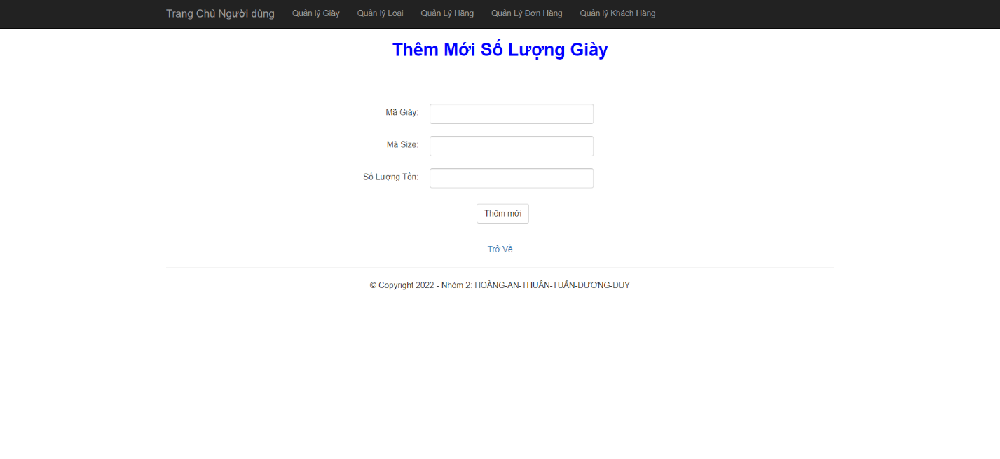 Trang Chủ Người dùng Quản lý Giày Quản lý Loại Quản Lý Hãng Quản Lý Đơn Hàng Quản lý Khách Hàng
Thêm Mới Số Lượng Giày
Mã Giày:
Mã Size:
Số Lượng Tồn:
Thêm mới
Trở Về
© Copyright 2022 - Nhóm 2: HOÀNG-AN-THUẬN-TUẤN-DƯƠNG-DUY